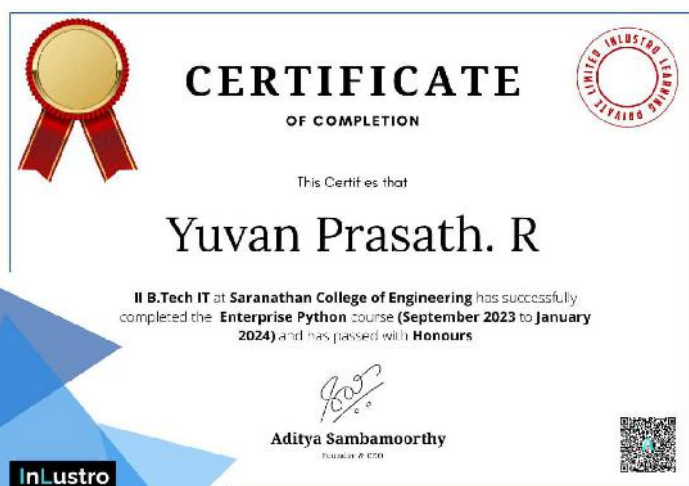 CERTIFICATE
OF COMPLETION
INLUSTRO LEARNING PRIVATE LIMITED
This Certifies that
Yuvan Prasath. R
II B.Tech IT at Saranathan College of Engineering has successfully
completed the Enterprise Python course (September 2023 to January
2024) and has passed with Honours
Aditya Sambamoorthy
Founder & CEO
InLustro